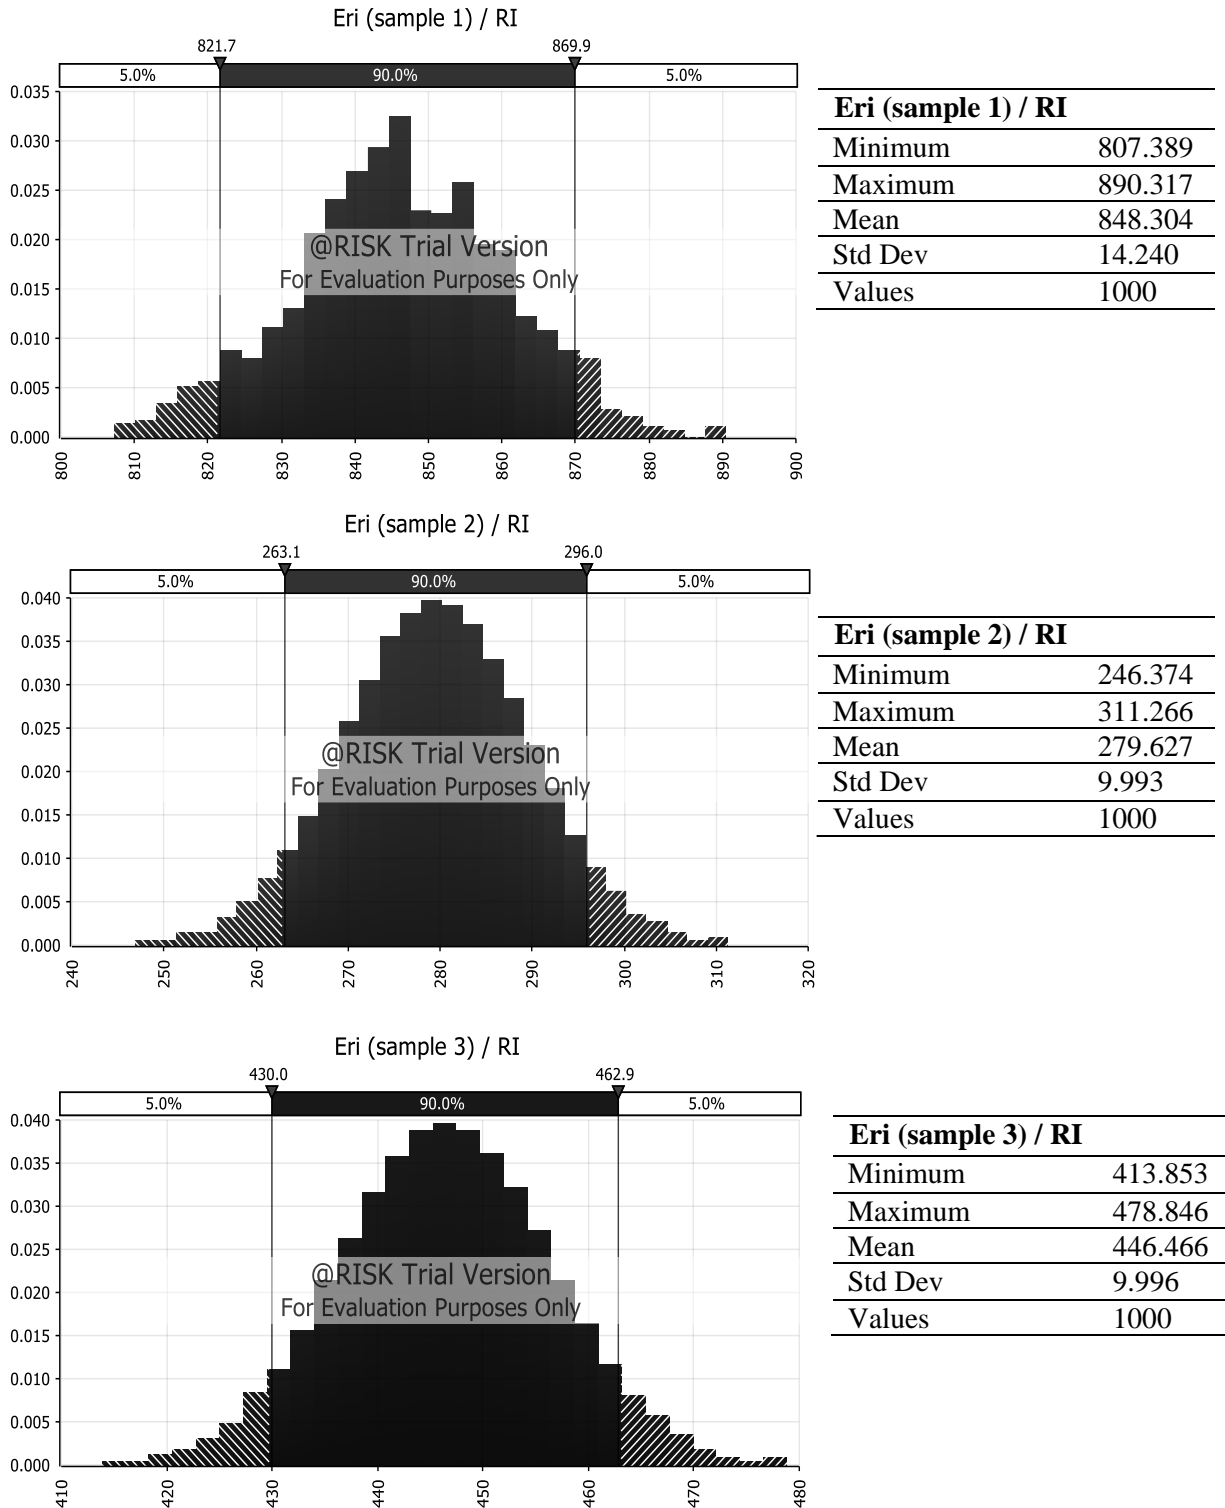 Eri (sample 1) / RI
821.7 869.9
5.0% 90.0% 5.0%
0.035
0.030
0.025
0.020
0.015
0.010
0.005
0.000
@RISK Trial Version
For Evaluation Purposes Only
800 810 820 830 840 850 860 870 880 890 900
Eri (sample 1) / RI
Minimum 807.389
Maximum 890.317
Mean 848.304
Std Dev 14.240
Values 1000
Eri (sample 2) / RI
263.1 296.0
5.0% 90.0% 5.0%
0.040
0.035
0.030
0.025
0.020
0.015
0.010
0.005
0.000
@RISK Trial Version
For Evaluation Purposes Only
240 250 260 270 280 290 300 310 320
Eri (sample 2) / RI
Minimum 246.374
Maximum 311.266
Mean 279.627
Std Dev 9.993
Values 1000
Eri (sample 3) / RI
430.0 462.9
5.0% 90.0% 5.0%
0.040
0.035
0.030
0.025
0.020
0.015
0.010
0.005
0.000
@RISK Trial Version
For Evaluation Purposes Only
410 420 430 440 450 460 470 480
Eri (sample 3) / RI
Minimum 413.853
Maximum 478.846
Mean 446.466
Std Dev 9.996
Values 1000